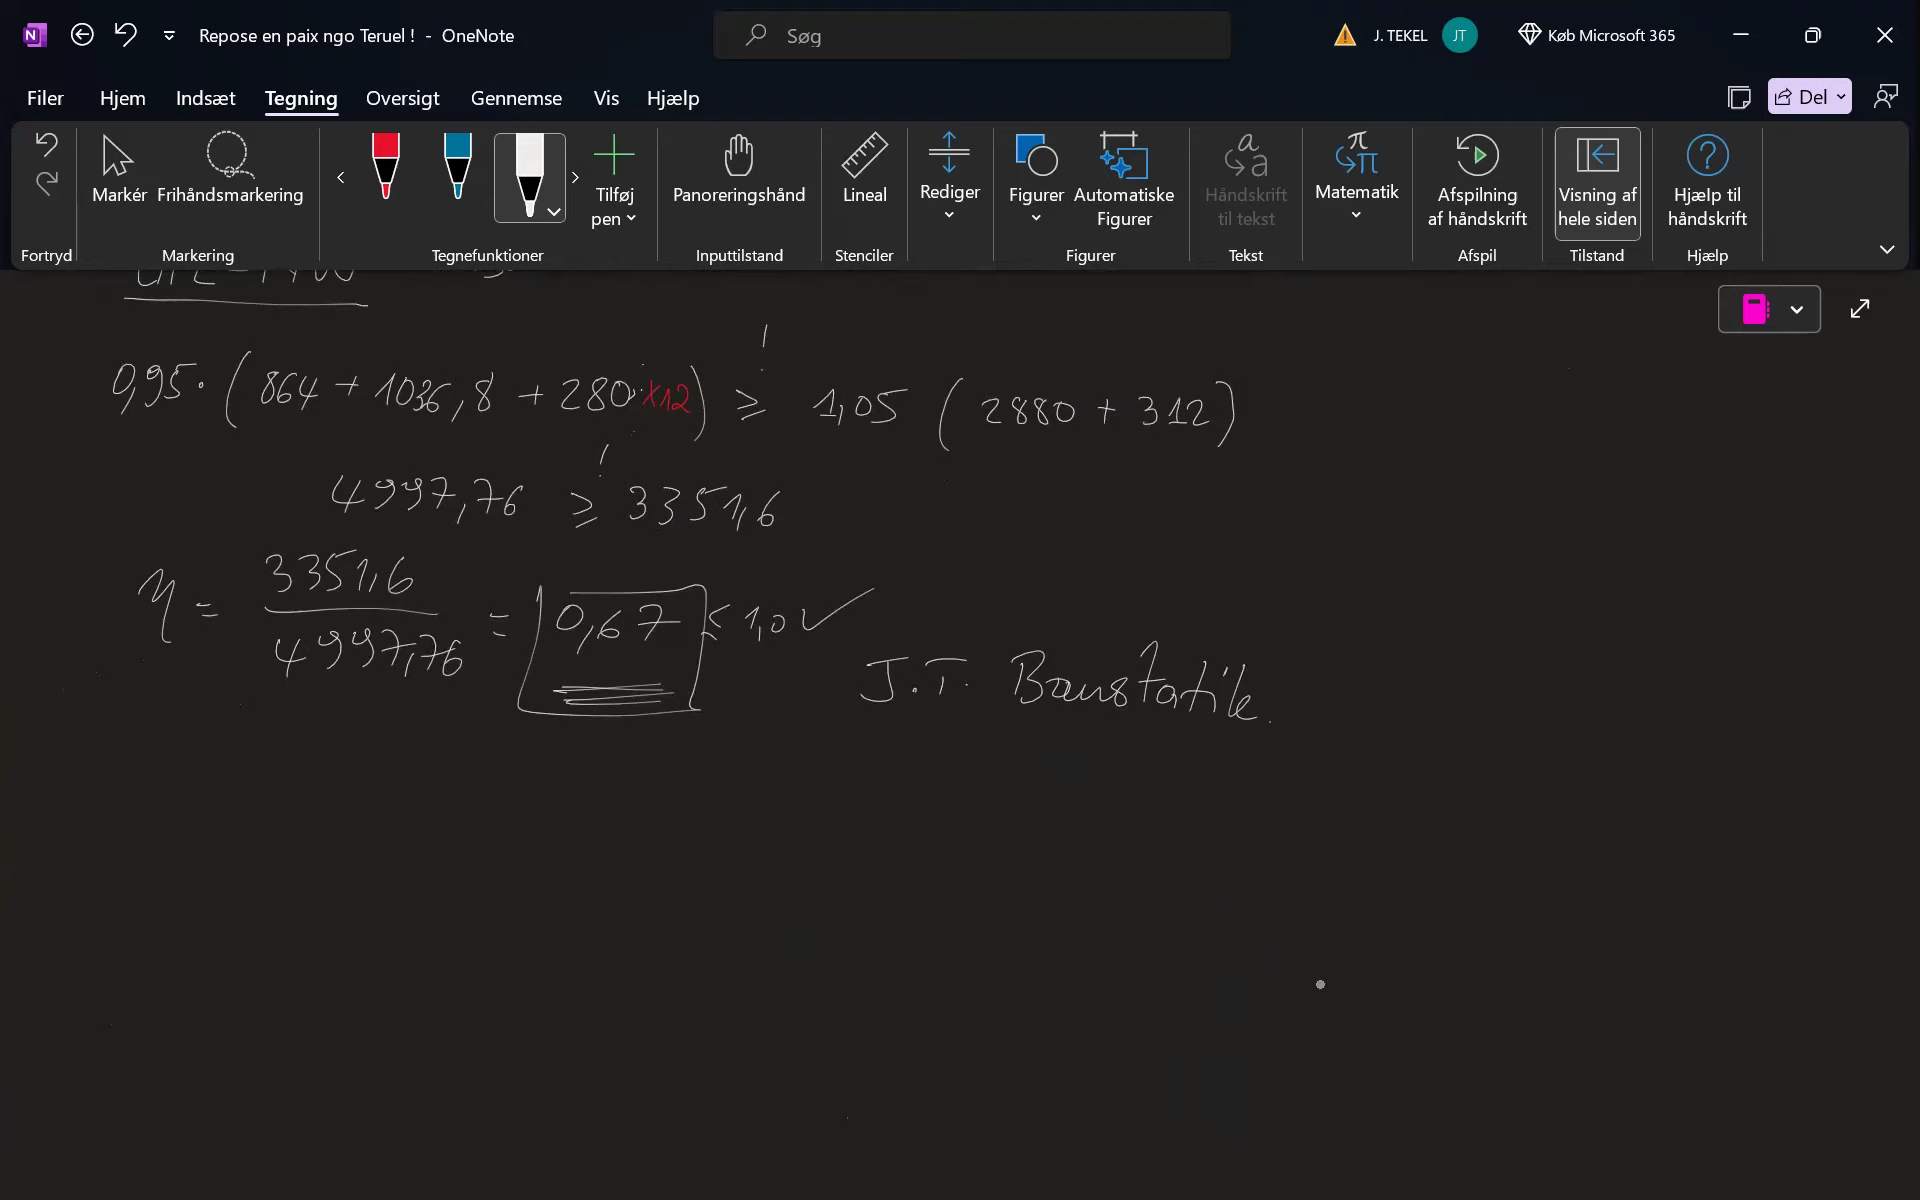 Repose en paix ngo Teruel ! - OneNote
Søg
J. TEKEL
JT
Køb Microsoft 365
Filer
Hjem
Indsæt
Tegning
Oversigt
Gennemse
Vis
Hjælp
Del
Markér
Frihåndsmarkering
Tilføj pen
Panoreringshånd
Lineal
Rediger
Figurer
Automatiske Figurer
Håndskrift til tekst
Matematik
Afspilning af håndskrift
Visning af hele siden
Hjælp til håndskrift
Fortryd
Markering
Tegnefunktioner
Inputtilstand
Stenciler
Figurer
Tekst
Afspil
Tilstand
Hjælp
0,95 · (864 + 1036,8 + 280 · x12) ≥ 1,05 (2880 + 312)
4997,76 ≥ 3351,6
η = 3351,6 / 4997,76 = 0,67 < 1,0 ✓
J.T. Baustatik.